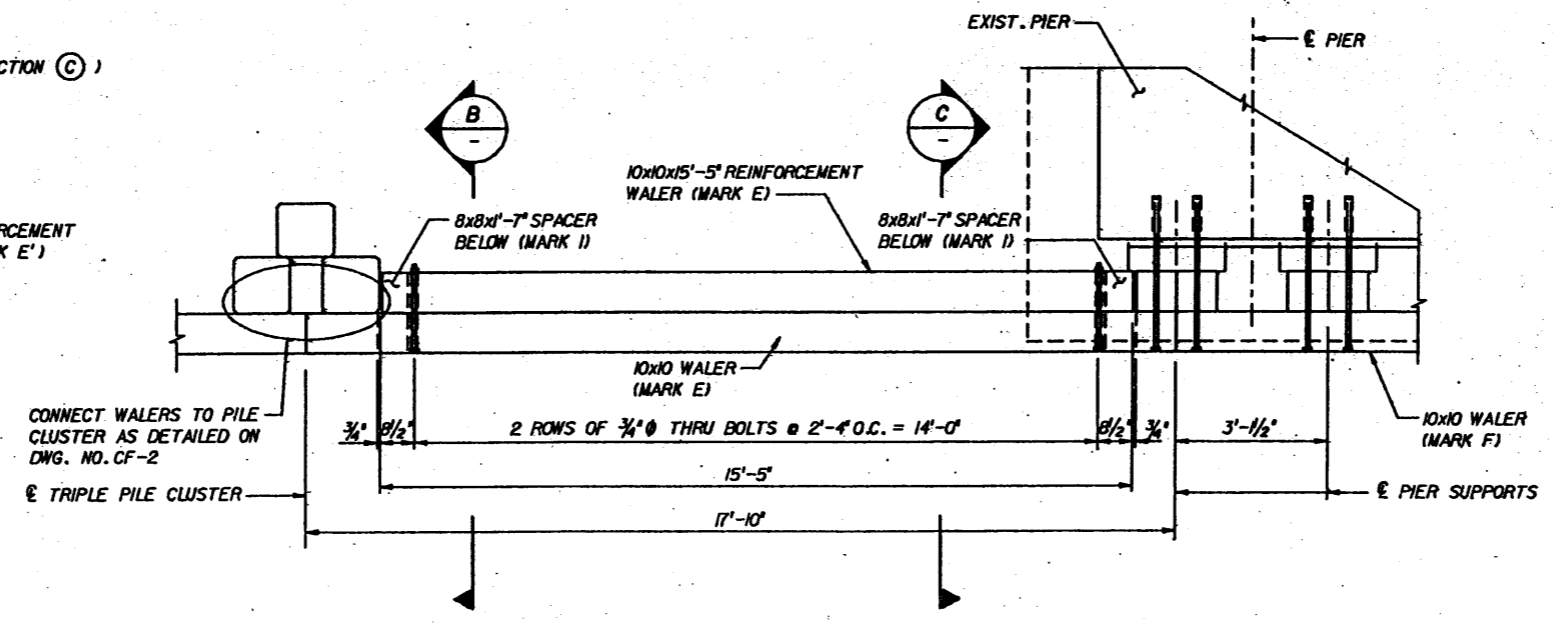 CTION Ⓒ )
EXIST. PIER
℄ PIER
B
-
C
-
10x10x15'-5" REINFORCEMENT
WALER (MARK E)
RCEMENT
K E')
8x8x1'-7" SPACER
BELOW (MARK I)
8x8x1'-7" SPACER
BELOW (MARK I)
10x10 WALER
(MARK E)
CONNECT WALERS TO PILE
CLUSTER AS DETAILED ON
DWG. NO. CF-2
3/4" 8 1/2" 2 ROWS OF 3/4" Ø THRU BOLTS @ 2'-4" O.C. = 14'-0" 8 1/2" 3/4" 3'-1 1/2"
10x10 WALER
(MARK F)
15'-5"
℄ TRIPLE PILE CLUSTER
℄ PIER SUPPORTS
17'-10"